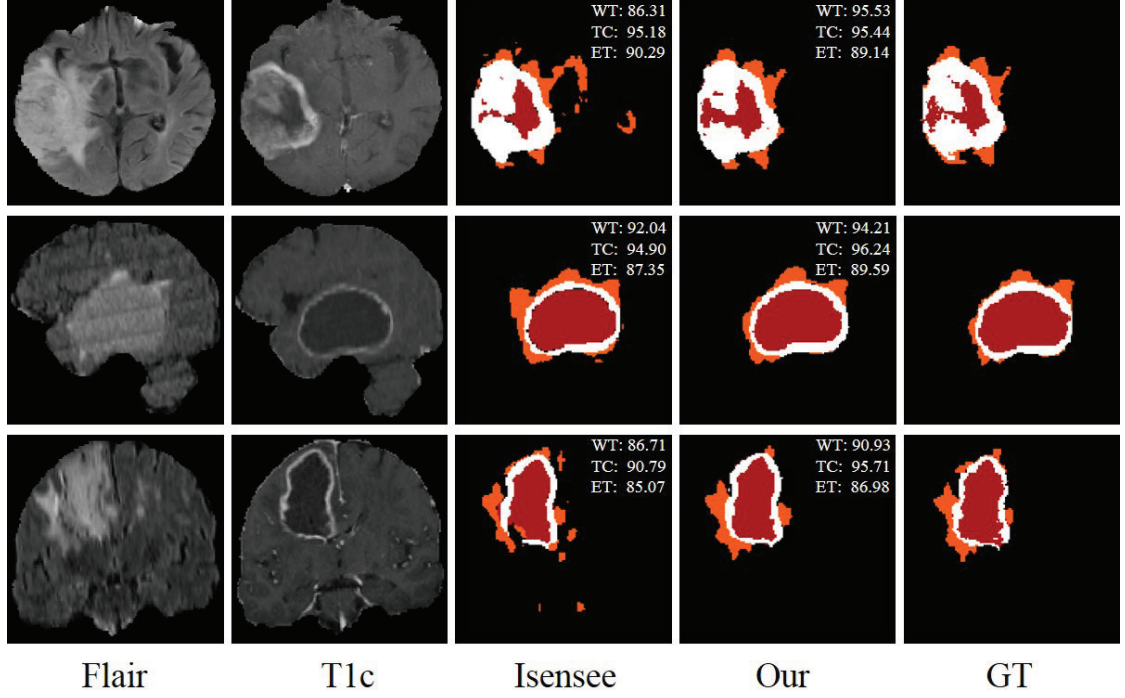 WT: 86.31
TC: 95.18
ET: 90.29
WT: 95.53
TC: 95.44
ET: 89.14
WT: 92.04
TC: 94.90
ET: 87.35
WT: 94.21
TC: 96.24
ET: 89.59
WT: 86.71
TC: 90.79
ET: 85.07
WT: 90.93
TC: 95.71
ET: 86.98
Flair T1c Isensee Our GT